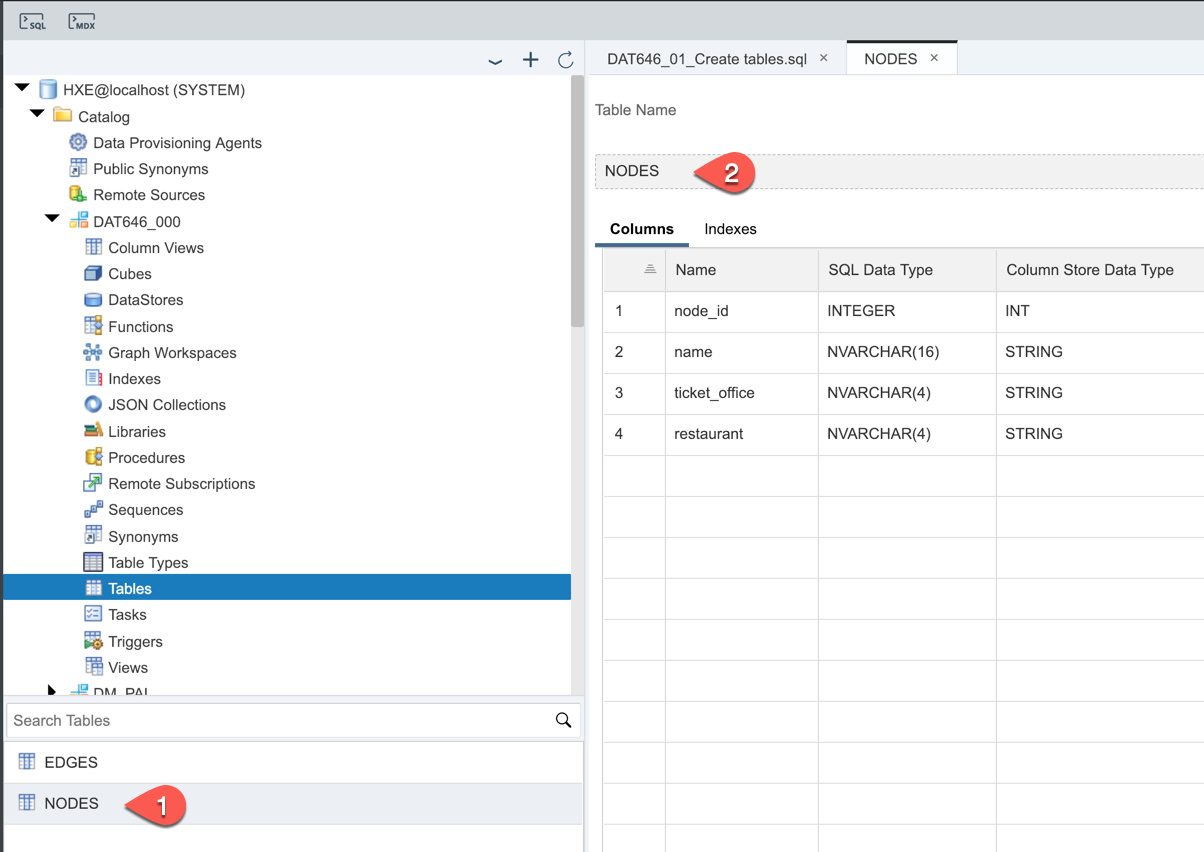 SQL MDX
HXE@localhost (SYSTEM)
Catalog
Data Provisioning Agents
Public Synonyms
Remote Sources
DAT646_000
Column Views
Cubes
DataStores
Functions
Graph Workspaces
Indexes
JSON Collections
Libraries
Procedures
Remote Subscriptions
Sequences
Synonyms
Table Types
Tables
Tasks
Triggers
Views
DM_PAL
Search Tables
EDGES
NODES 1
DAT646_01_Create tables.sql × NODES ×
Table Name
NODES 2
Columns Indexes
Name SQL Data Type Column Store Data Type
1 node_id INTEGER INT
2 name NVARCHAR(16) STRING
3 ticket_office NVARCHAR(4) STRING
4 restaurant NVARCHAR(4) STRING